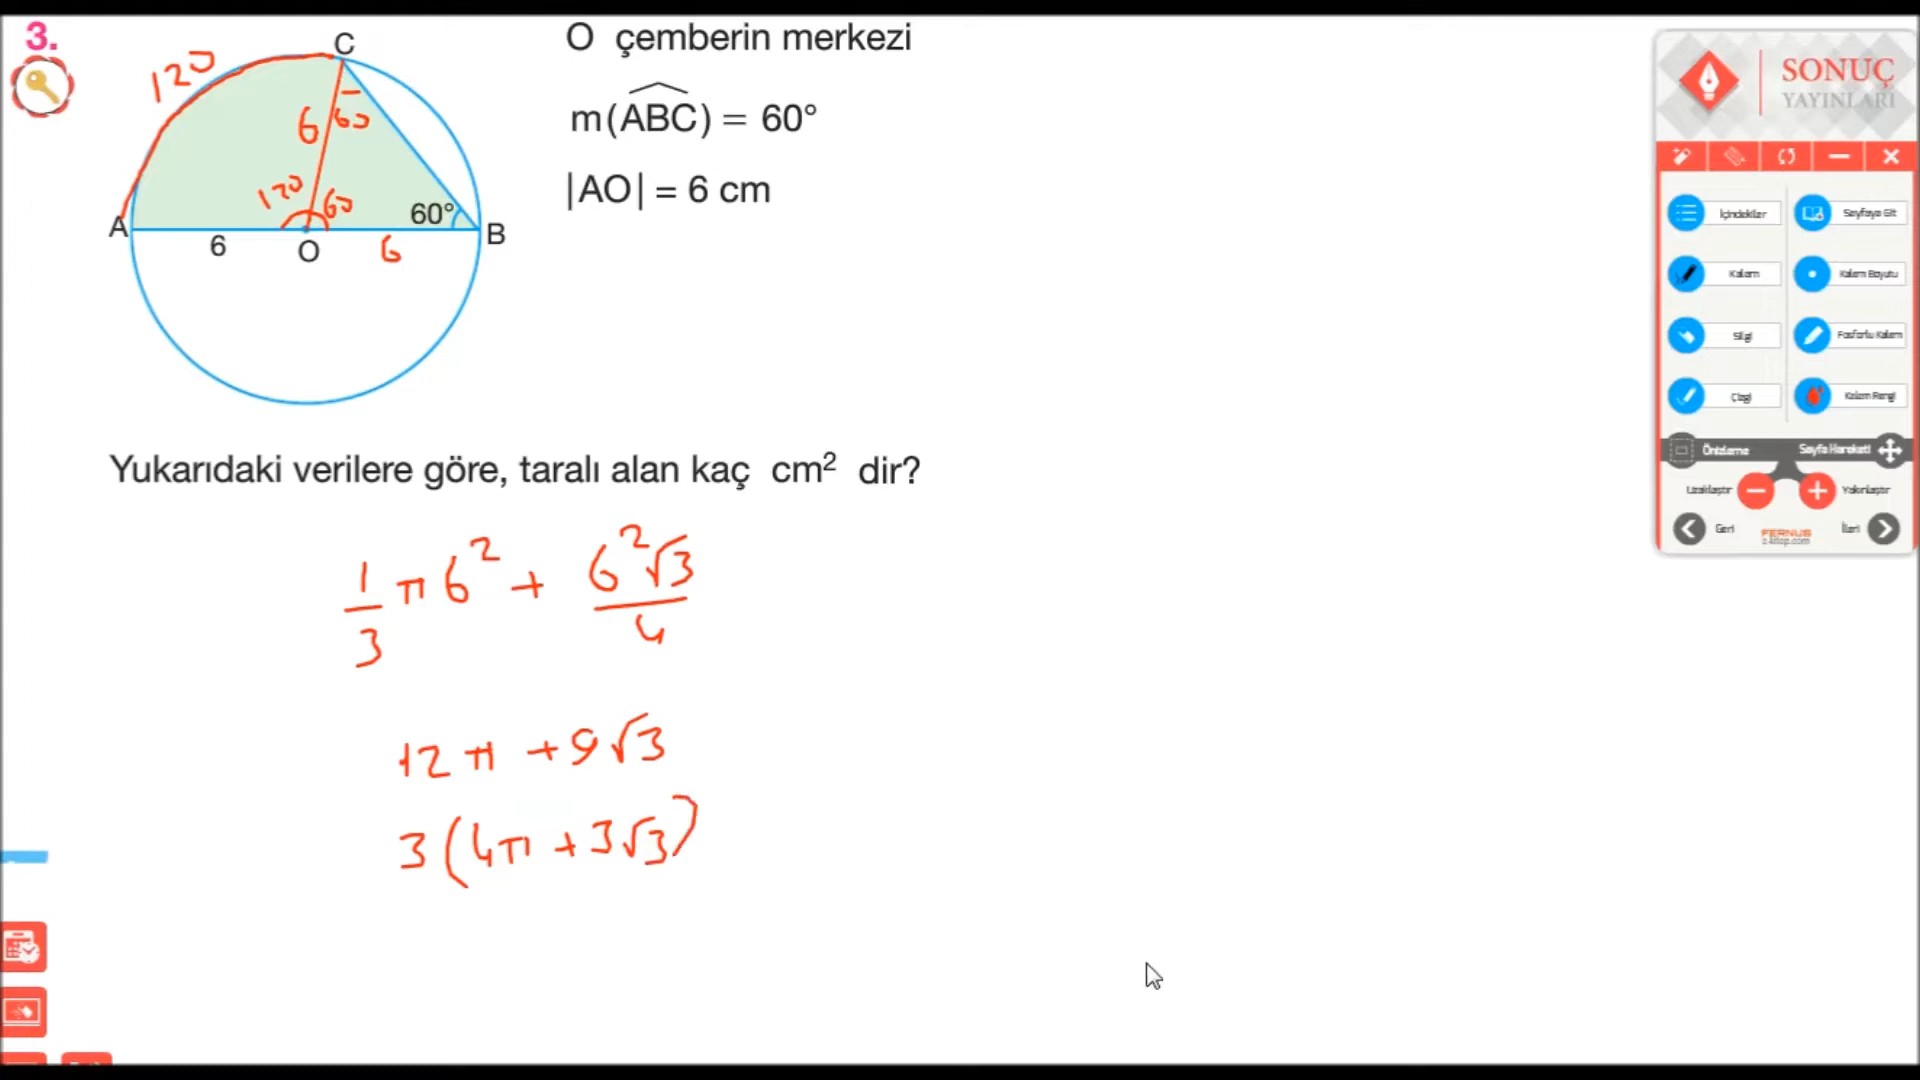 3.
O çemberin merkezi
m(ABC) = 60°
|AO| = 6 cm
C
120
6 60
120 60
60°
A
B
6
O
6
Yukarıdaki verilere göre, taralı alan kaç cm² dir?
1/3 π 6² + 6²√3/4
12π + 9√3
3(4π + 3√3)
SONUÇ
YAYINLARI
İçindekiler
Sayfaya Git
Kalem
Kalem Boyutu
Silgi
Fosforlu Kalem
Çizgi
Kalem Rengi
Önizleme
Sayfa Hareketi
Uzaklaştır
Yakınlaştır
Geri
FERNUS
z-kitap.com
İleri